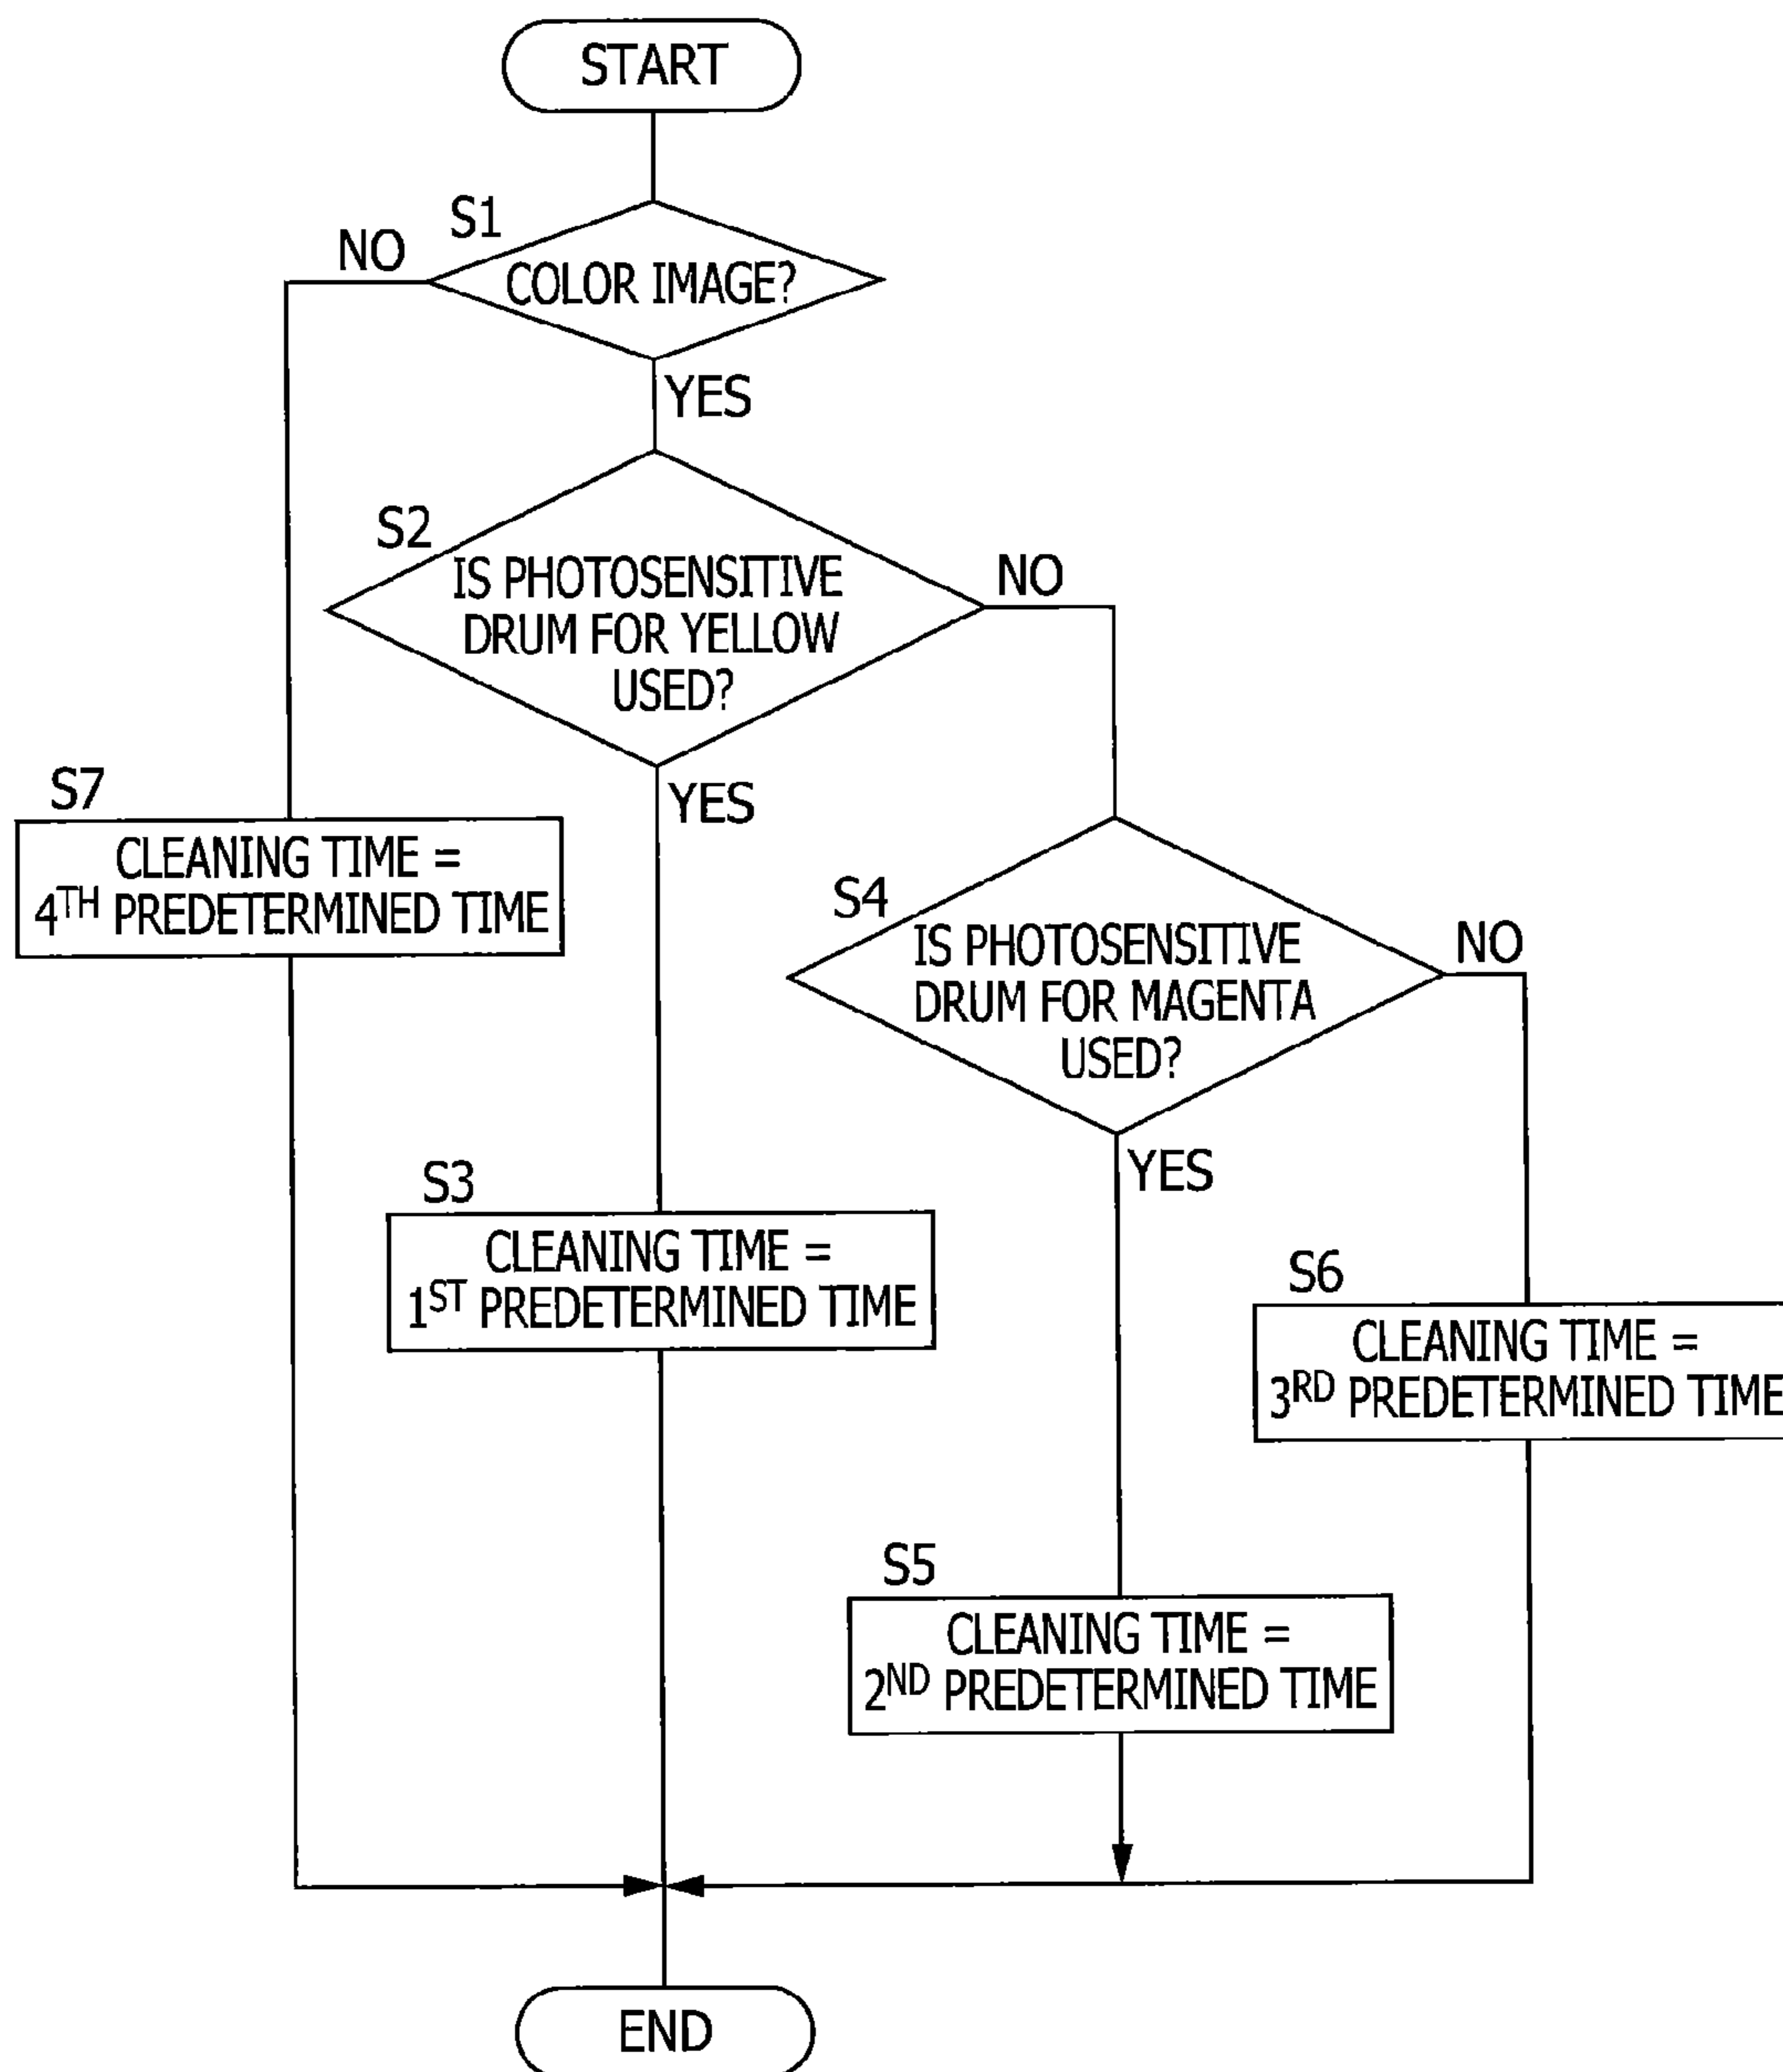 START
S1
NO
COLOR IMAGE?
YES
S2
IS PHOTOSENSITIVE
DRUM FOR YELLOW
USED?
NO
YES
S7
CLEANING TIME =
4TH PREDETERMINED TIME
S4
IS PHOTOSENSITIVE
DRUM FOR MAGENTA
USED?
NO
YES
S3
CLEANING TIME =
1ST PREDETERMINED TIME
S6
CLEANING TIME =
3RD PREDETERMINED TIME
S5
CLEANING TIME =
2ND PREDETERMINED TIME
END